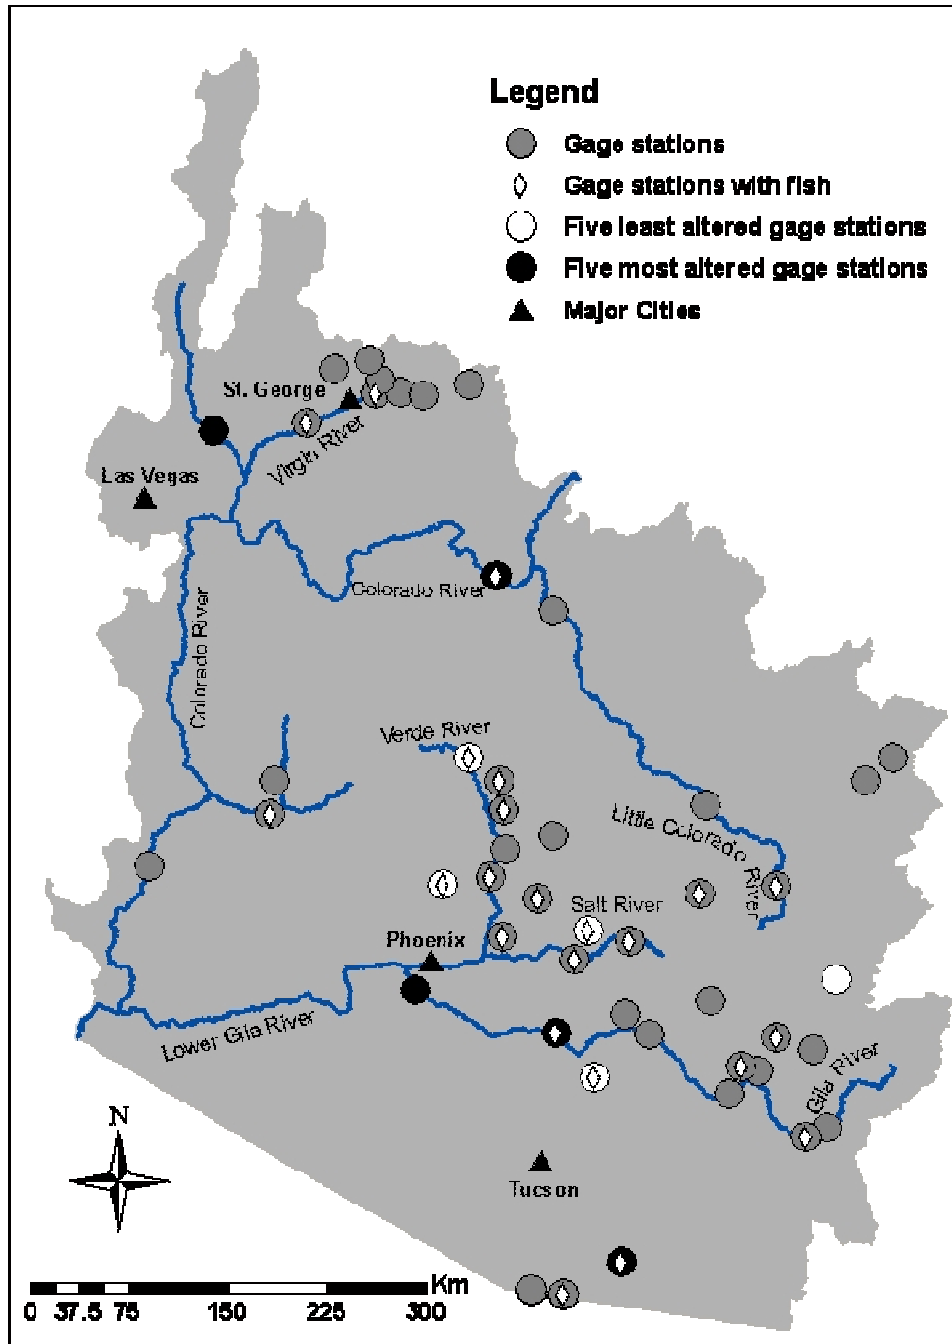 Legend
Gage stations
Gage stations with fish
Five least altered gage stations
Five most altered gage stations
Major Cities
St. George
Virgin River
Las Vegas
Colorado River
Colorado River
Verde River
Little Colorado River
Salt River
Phoenix
Lower Gila River
Gila River
N
Tucson
Km
0 37.5 75 150 225 300